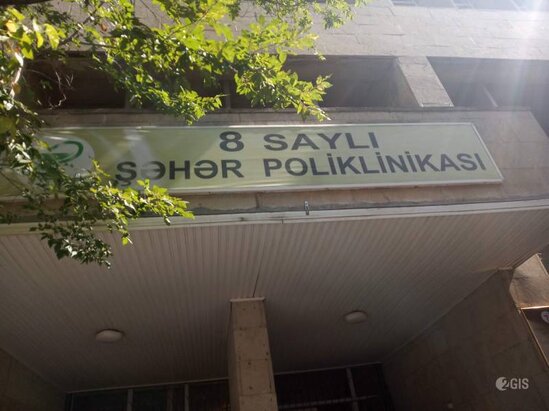 8 SAYLI
ŞƏHƏR POLİKLİNİKASI
2GIS